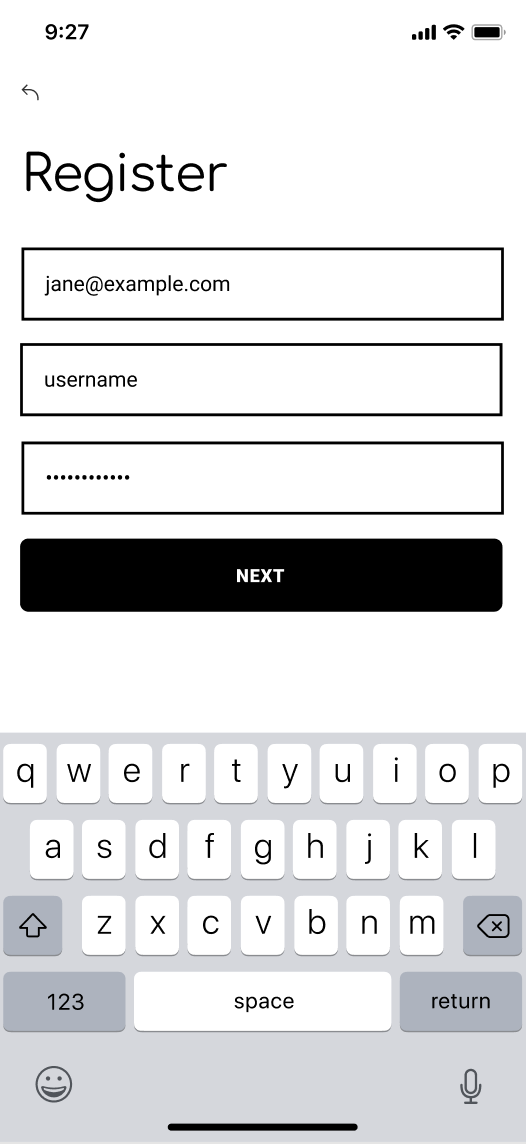 9:27
Register
jane@example.com
username
••••••••••••
NEXT
q w e r t y u i o p
a s d f g h j k l
z x c v b n m
123 space return